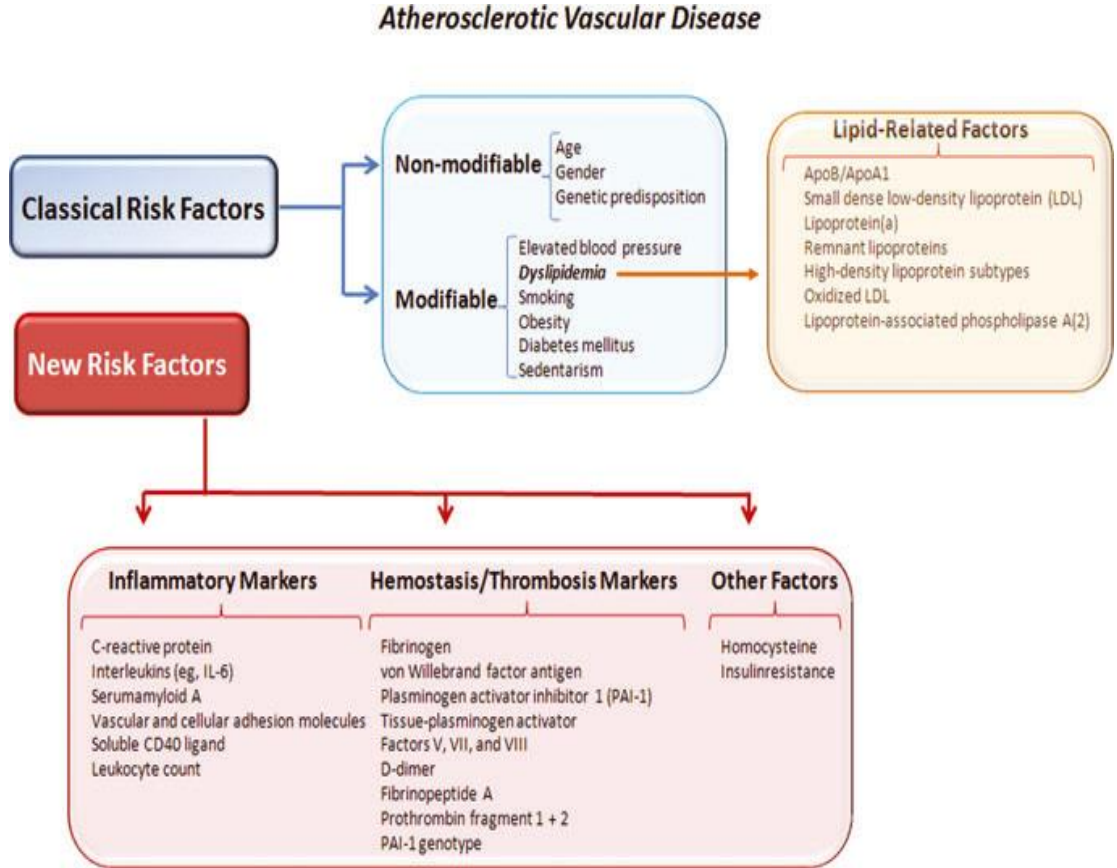 Atherosclerotic Vascular Disease
Classical Risk Factors
Non-modifiable
Age
Gender
Genetic predisposition
Modifiable
Elevated blood pressure
Dyslipidemia
Smoking
Obesity
Diabetes mellitus
Sedentarism
Lipid-Related Factors
ApoB/ApoA1
Small dense low-density lipoprotein (LDL)
Lipoprotein(a)
Remnant lipoproteins
High-density lipoprotein subtypes
Oxidized LDL
Lipoprotein-associated phospholipase A(2)
New Risk Factors
Inflammatory Markers
C-reactive protein
Interleukins (eg, IL-6)
Serumamyloid A
Vascular and cellular adhesion molecules
Soluble CD40 ligand
Leukocyte count
Hemostasis/Thrombosis Markers
Fibrinogen
von Willebrand factor antigen
Plasminogen activator inhibitor 1 (PAI-1)
Tissue-plasminogen activator
Factors V, VII, and VIII
D-dimer
Fibrinopeptide A
Prothrombin fragment 1 + 2
PAI-1 genotype
Other Factors
Homocysteine
Insulinresistance